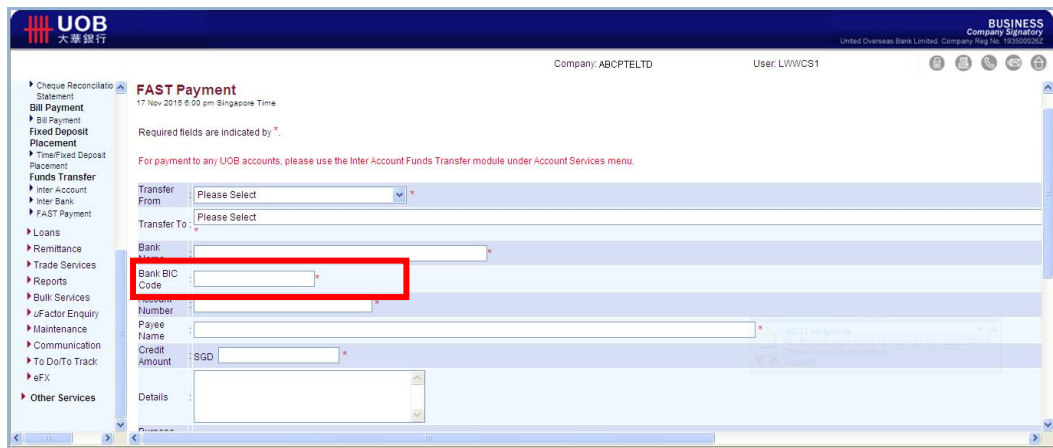 UOB
大華銀行
BUSINESS
Company Signatory
United Overseas Bank Limited. Company Reg No. 193500026Z
Company: ABCPTELTD
User: LWWCS1
Cheque Reconciliatio
Statement
Bill Payment
Bill Payment
Fixed Deposit
Placement
Time/Fixed Deposit
Placement
Funds Transfer
Inter Account
Inter Bank
FAST Payment
Loans
Remittance
Trade Services
Reports
Bulk Services
uFactor Enquiry
Maintenance
Communication
To Do/To Track
eFX
Other Services
FAST Payment
17 Nov 2015 6:00 pm Singapore Time
Required fields are indicated by *.
For payment to any UOB accounts, please use the Inter Account Funds Transfer module under Account Services menu.
Transfer
From : Please Select *
Transfer To : Please Select
*
Bank
Name : *
Bank BIC
Code : *
Account
Number : *
Payee
Name : *
Credit
Amount : SGD *
Details :
Purpose